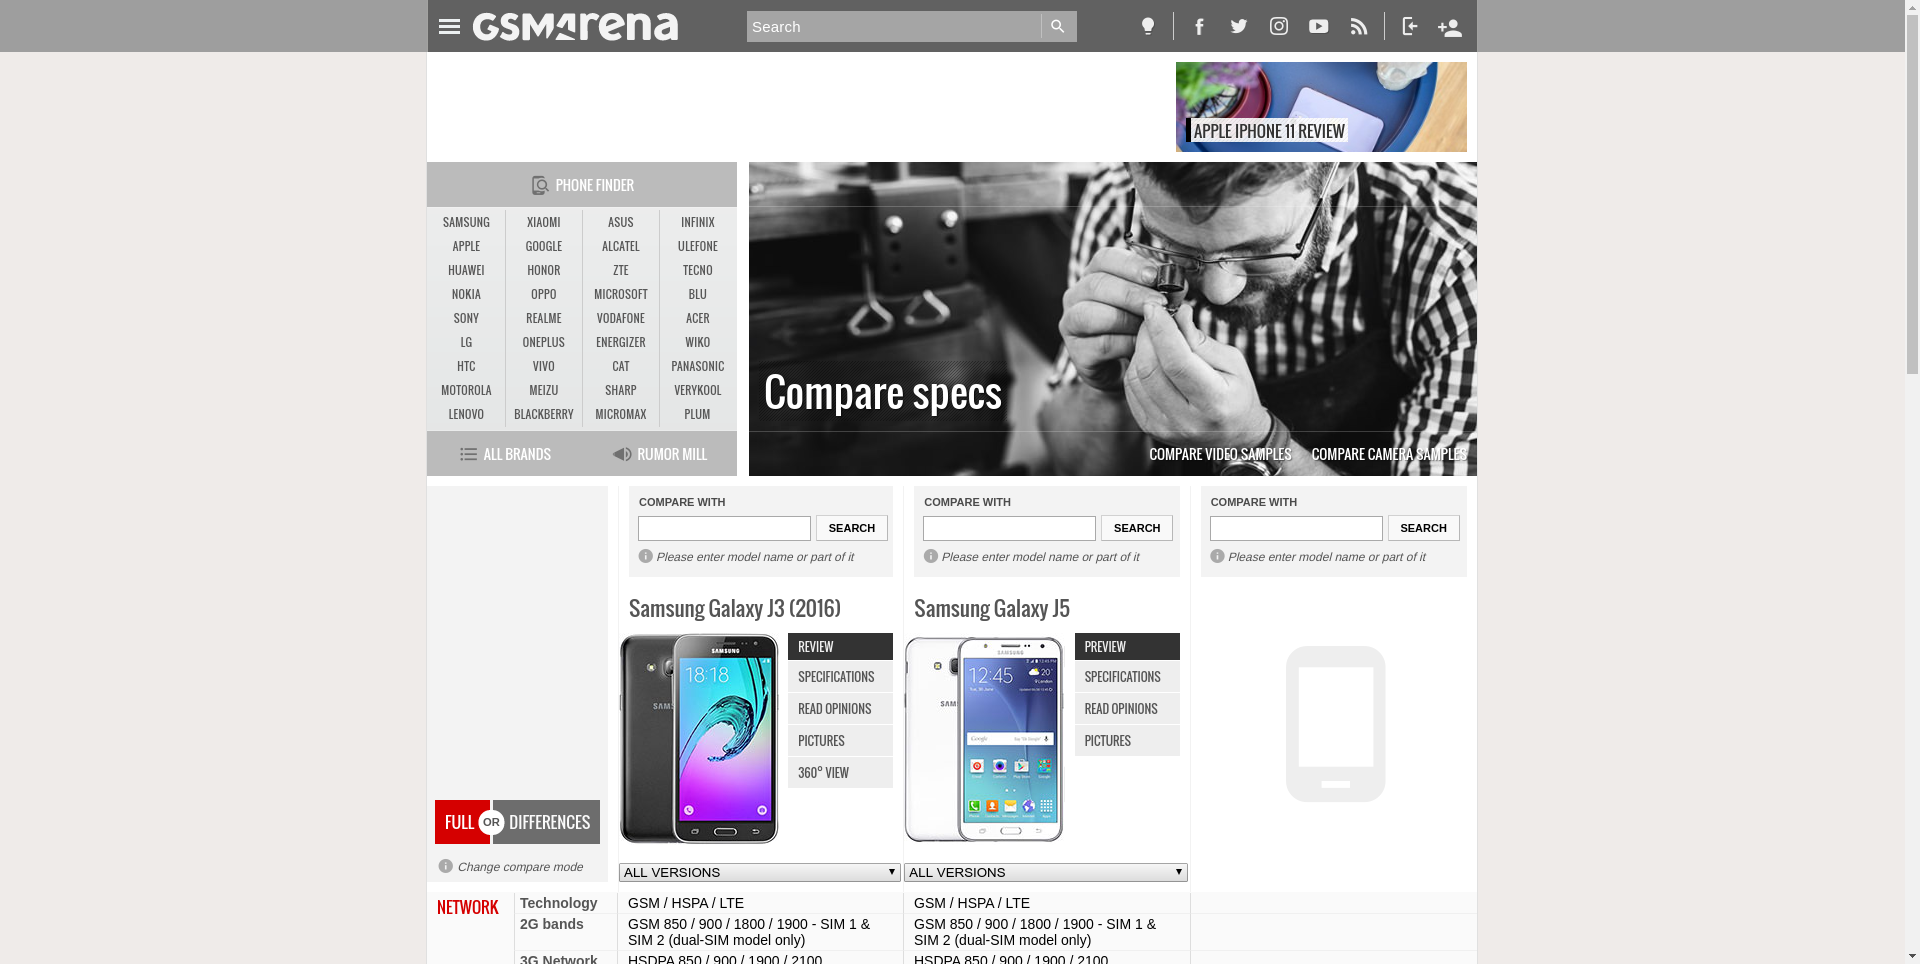 GSMArena
Search
APPLE IPHONE 11 REVIEW
PHONE FINDER
SAMSUNG XIAOMI ASUS INFINIX
APPLE GOOGLE ALCATEL ULEFONE
HUAWEI HONOR ZTE TECNO
NOKIA OPPO MICROSOFT BLU
SONY REALME VODAFONE ACER
LG ONEPLUS ENERGIZER WIKO
HTC VIVO CAT PANASONIC
MOTOROLA MEIZU SHARP VERYKOOL
LENOVO BLACKBERRY MICROMAX PLUM
ALL BRANDS RUMOR MILL
Compare specs
COMPARE VIDEO SAMPLES COMPARE CAMERA SAMPLES
COMPARE WITH
SEARCH
Please enter model name or part of it
COMPARE WITH
SEARCH
Please enter model name or part of it
COMPARE WITH
SEARCH
Please enter model name or part of it
Samsung Galaxy J3 (2016)
SAMSUNG
18:18
REVIEW
SPECIFICATIONS
READ OPINIONS
PICTURES
360° VIEW
Samsung Galaxy J5
SAMSUNG
12:45
20°
Google
PREVIEW
SPECIFICATIONS
READ OPINIONS
PICTURES
FULL OR DIFFERENCES
Change compare mode
ALL VERSIONS ALL VERSIONS
NETWORK Technology GSM / HSPA / LTE GSM / HSPA / LTE
2G bands GSM 850 / 900 / 1800 / 1900 - SIM 1 & GSM 850 / 900 / 1800 / 1900 - SIM 1 &
SIM 2 (dual-SIM model only) SIM 2 (dual-SIM model only)
3G Network HSDPA 850 / 900 / 1900 / 2100 HSDPA 850 / 900 / 1900 / 2100